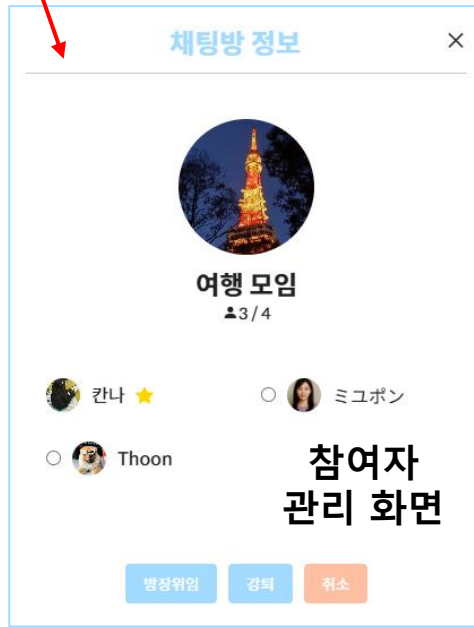 채팅방 정보
여행 모임
3/4
칸나
ミユポン
Thoon
참여자
관리 화면
방장위임 강퇴 취소